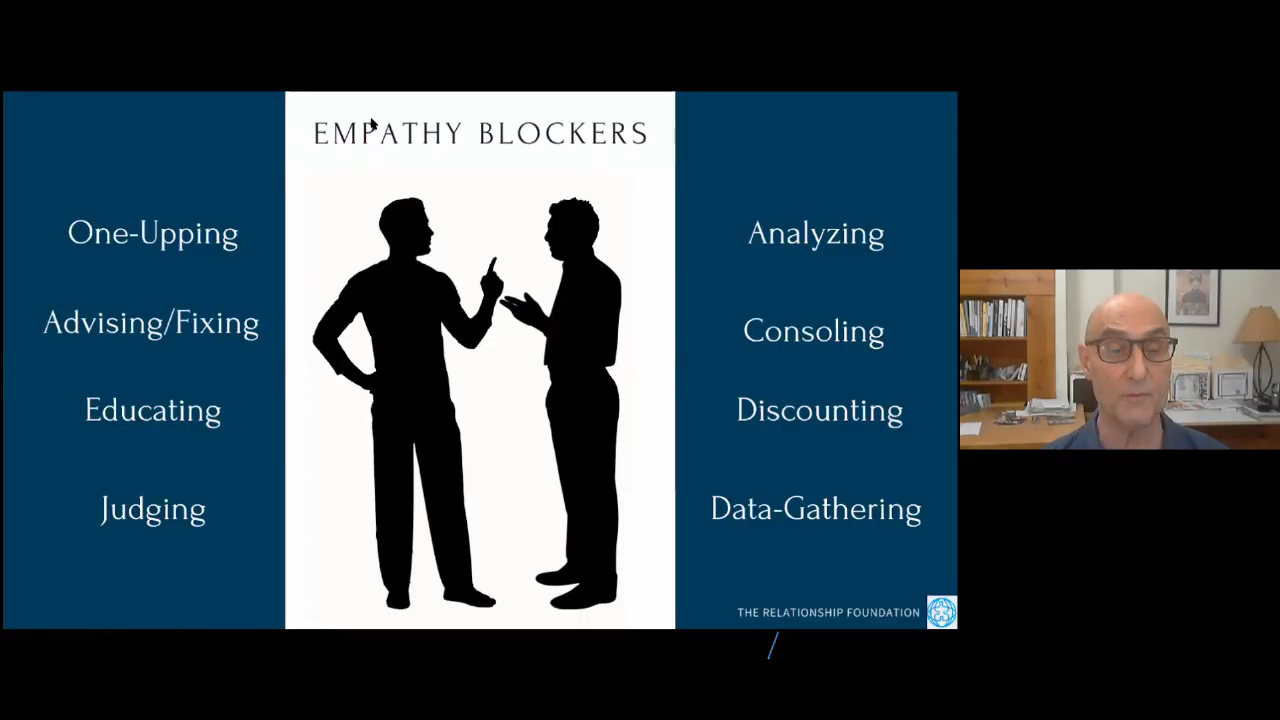 EMPATHY BLOCKERS
One-Upping
Advising/Fixing
Educating
Judging
Analyzing
Consoling
Discounting
Data-Gathering
THE RELATIONSHIP FOUNDATION